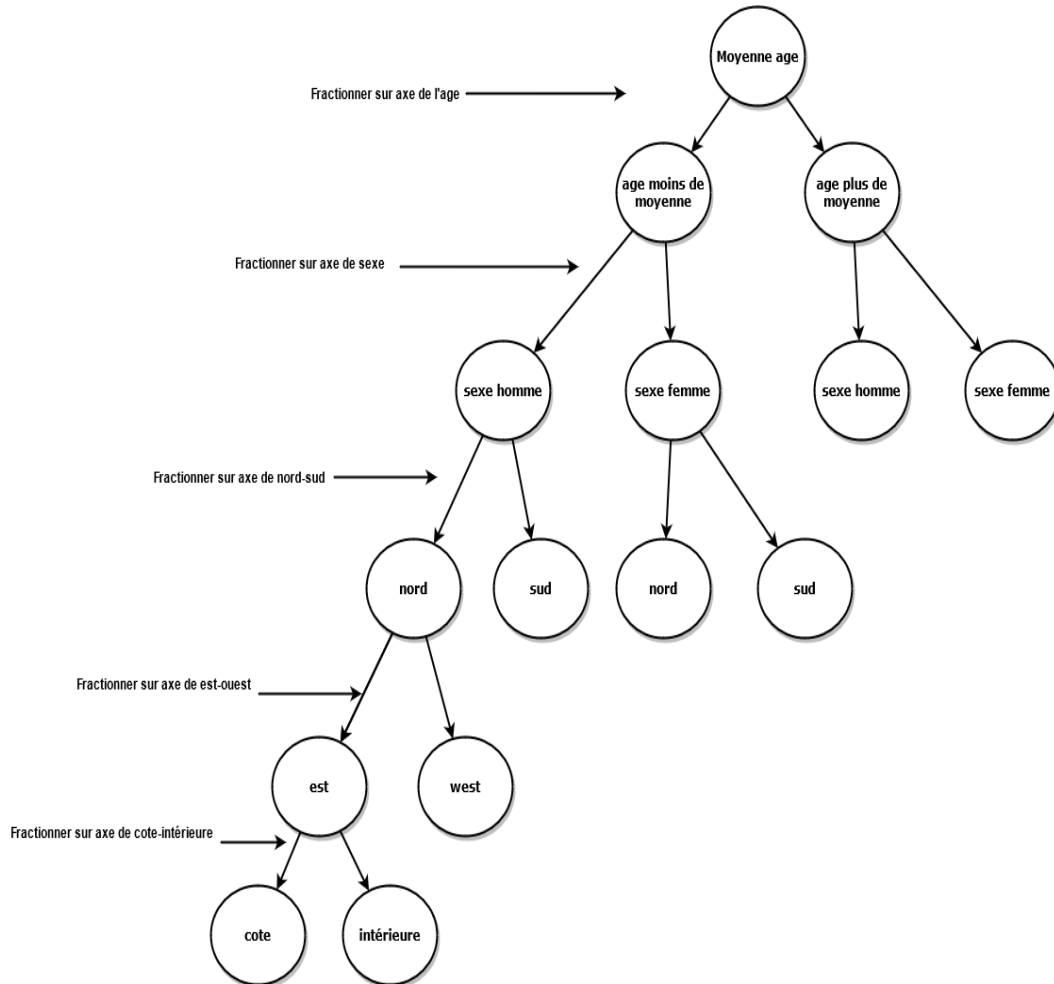 Moyenne age
Fractionner sur axe de l'age
age moins de
moyenne
age plus de
moyenne
Fractionner sur axe de sexe
sexe homme
sexe femme
sexe homme
sexe femme
Fractionner sur axe de nord-sud
nord
sud
nord
sud
Fractionner sur axe de est-ouest
est
west
Fractionner sur axe de cote-intérieure
cote
intérieure